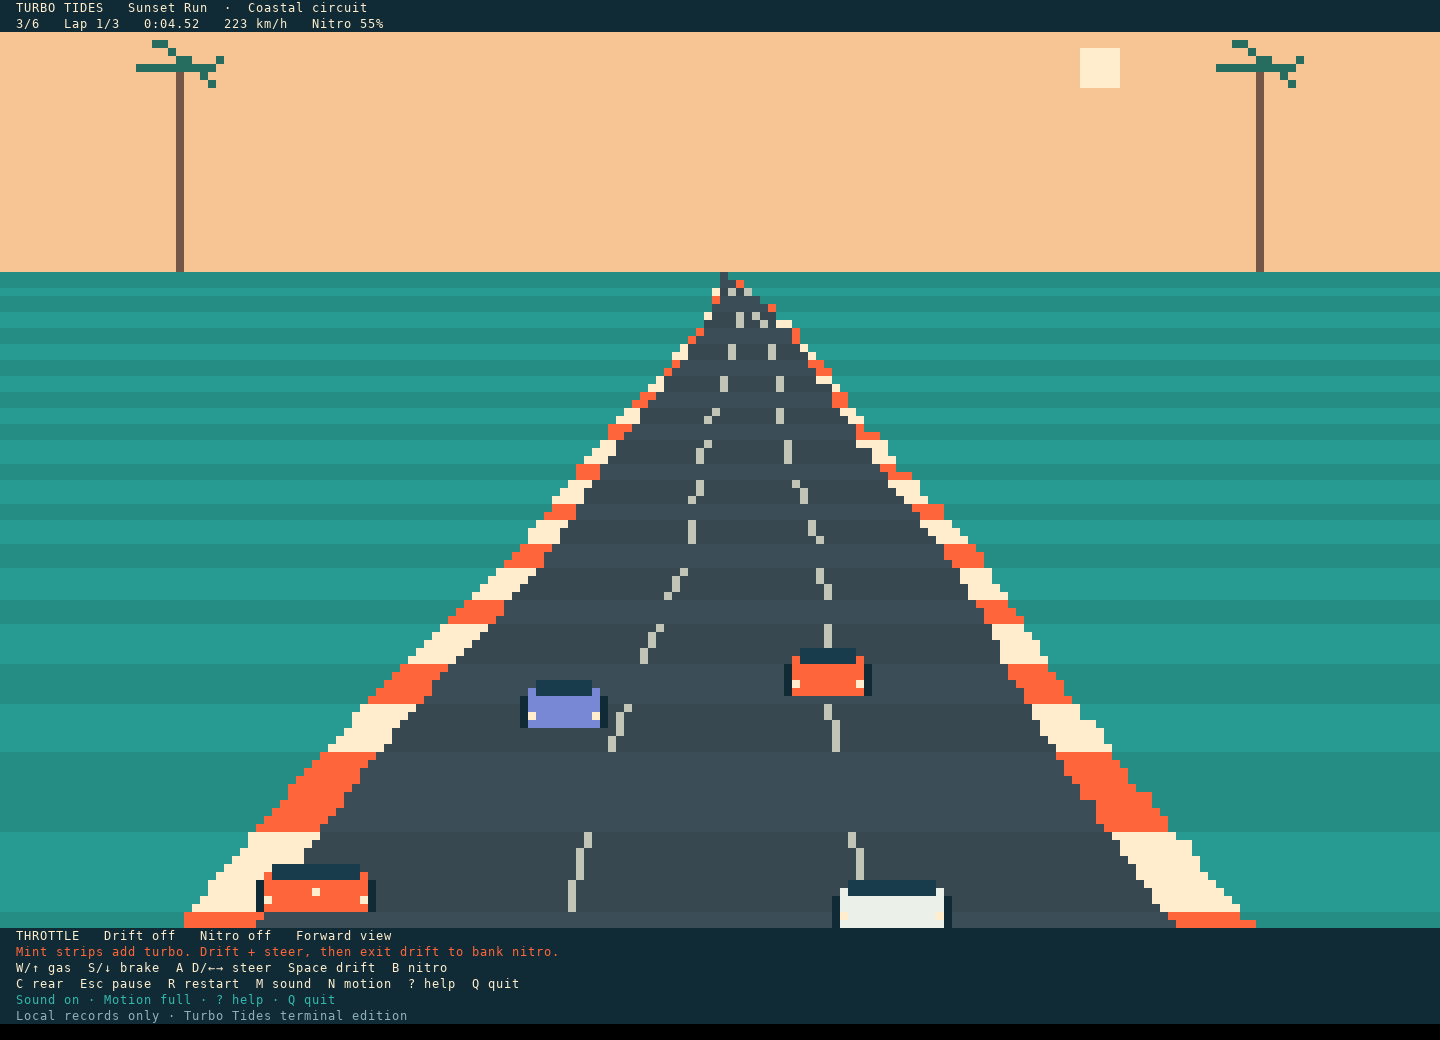 TURBO TIDES   Sunset Run  ·  Coastal circuit
3/6   Lap 1/3   0:04.52   223 km/h   Nitro 55%
THROTTLE   Drift off   Nitro off   Forward view
Mint strips add turbo. Drift + steer, then exit drift to bank nitro.
W/↑ gas  S/↓ brake  A D/←→ steer  Space drift  B nitro
C rear  Esc pause  R restart  M sound  N motion  ? help  Q quit
Sound on · Motion full · ? help · Q quit
Local records only · Turbo Tides terminal edition